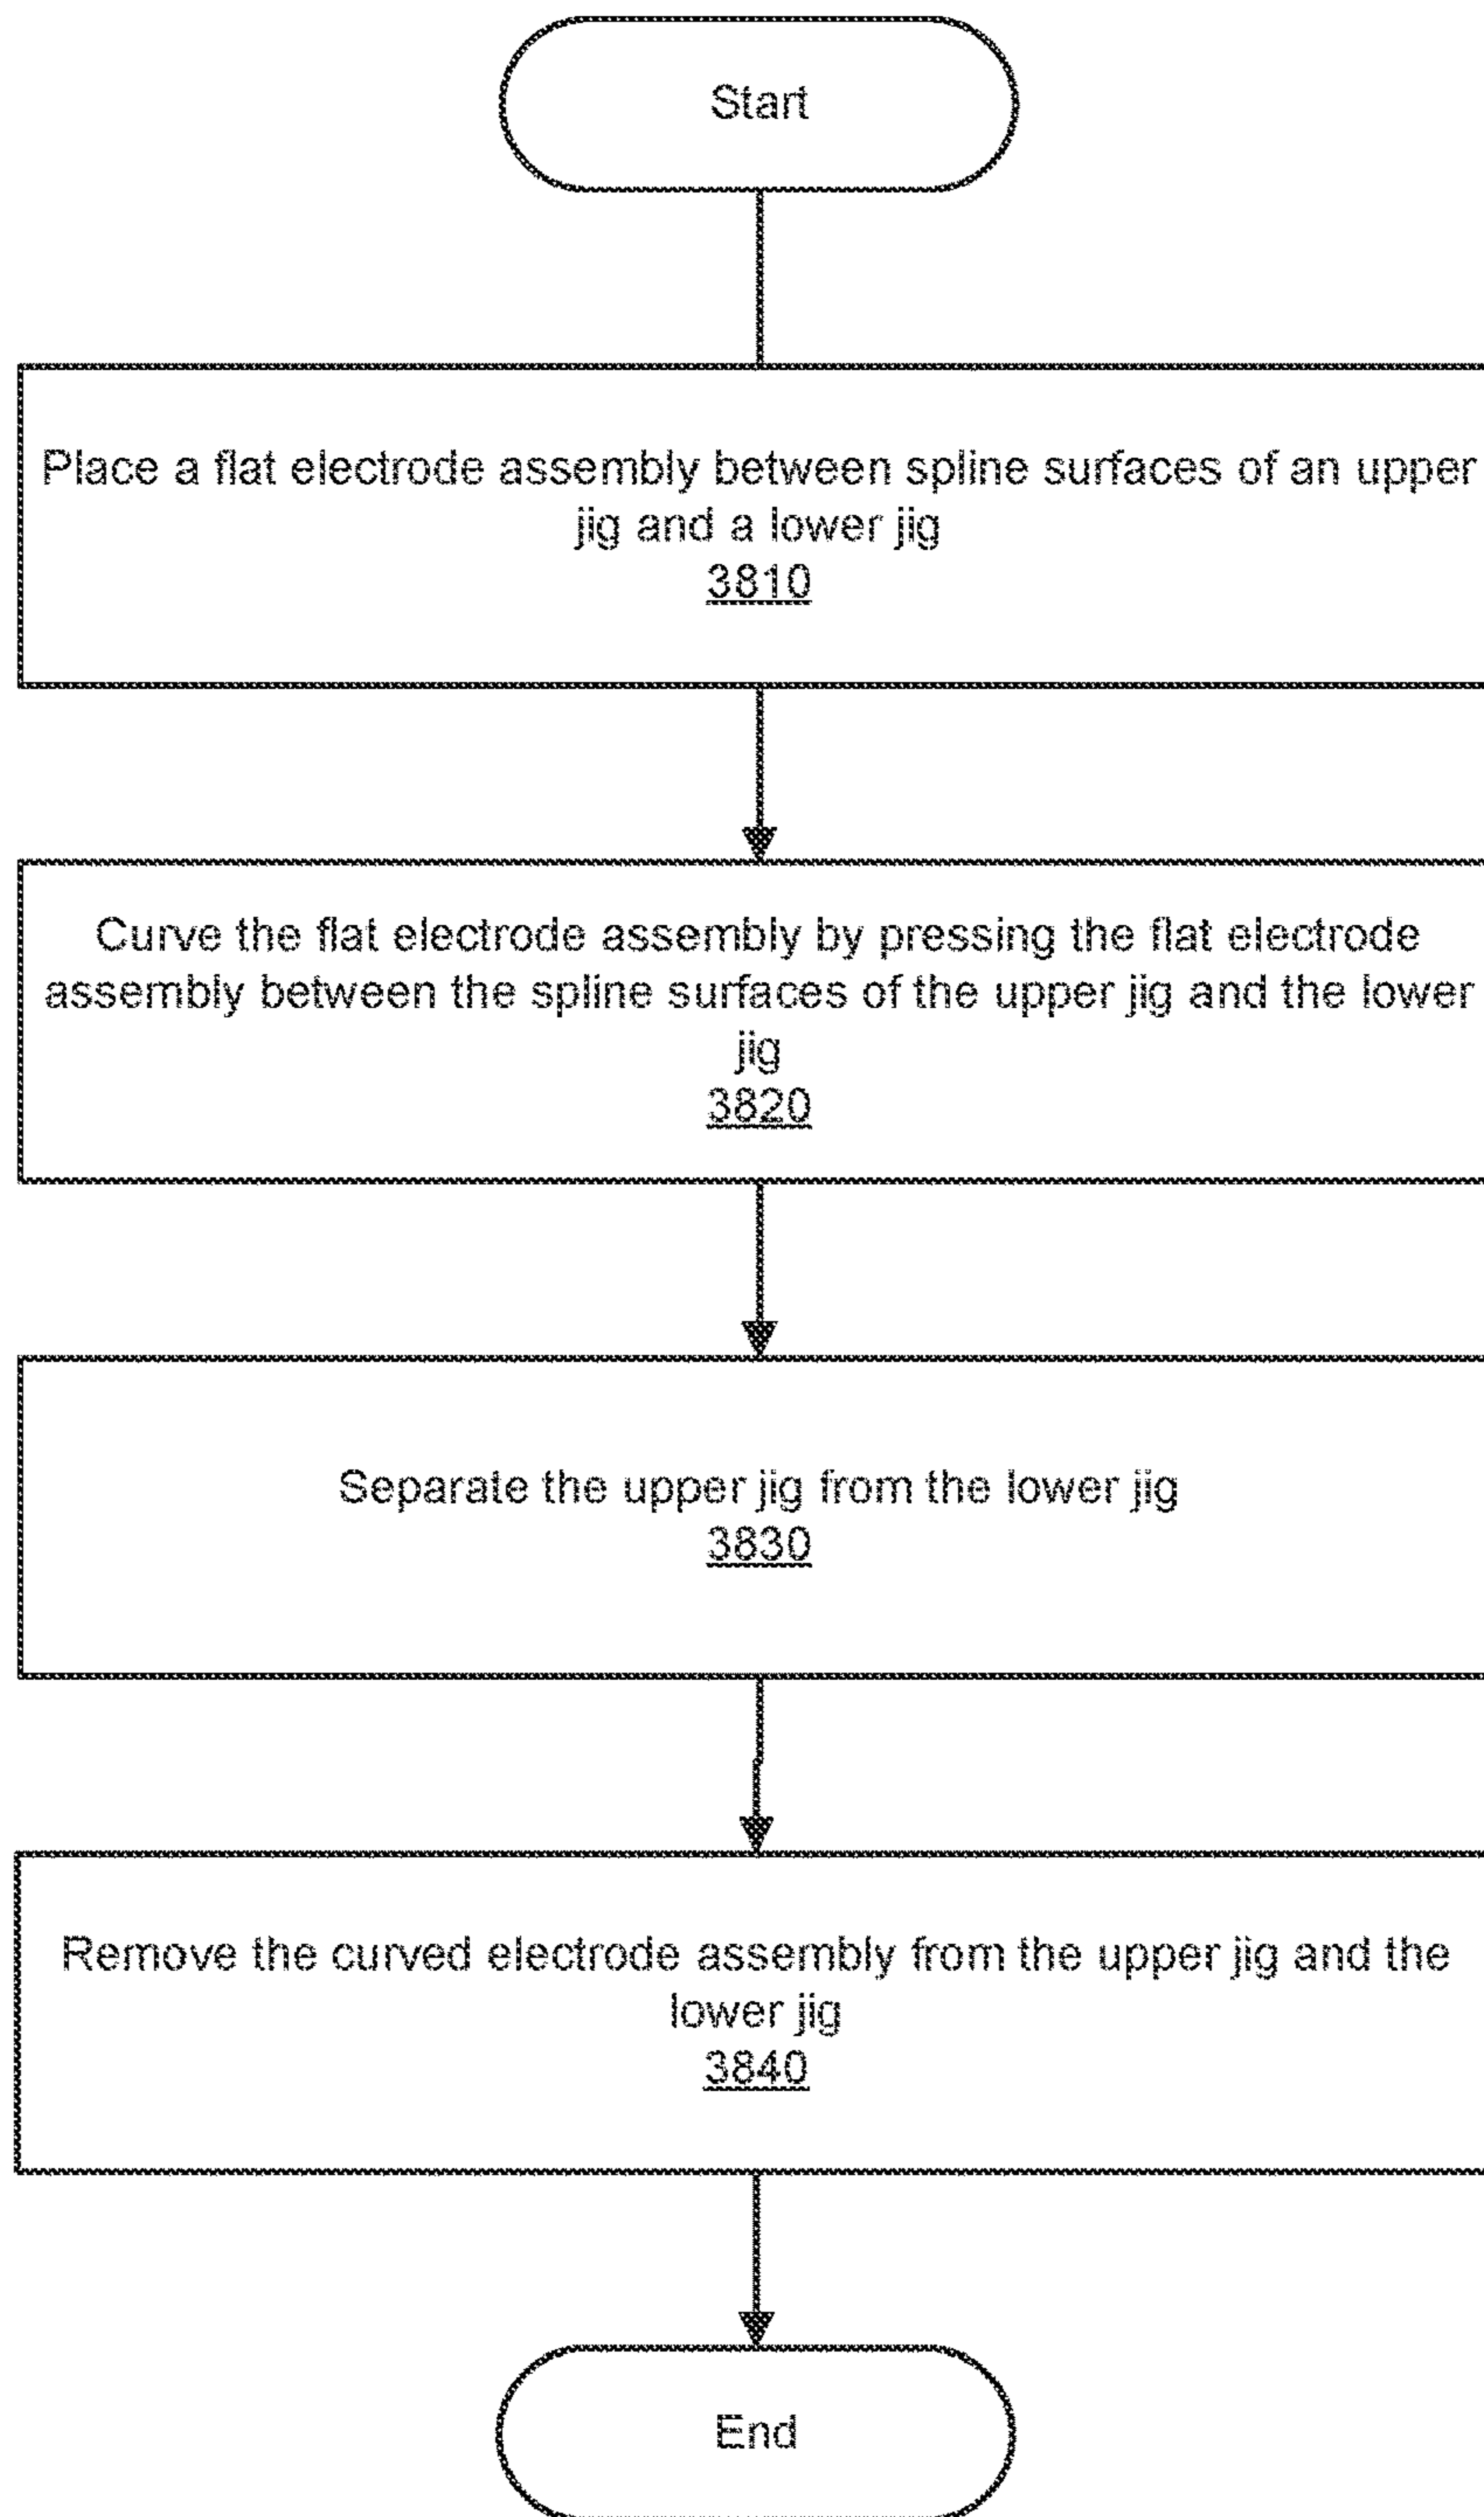 Start
Place a flat electrode assembly between spline surfaces of an upper
jig and a lower jig
3810
Curve the flat electrode assembly by pressing the flat electrode
assembly between the spline surfaces of the upper jig and the lower
jig
3820
Separate the upper jig from the lower jig
3830
Remove the curved electrode assembly from the upper jig and the
lower jig
3840
End